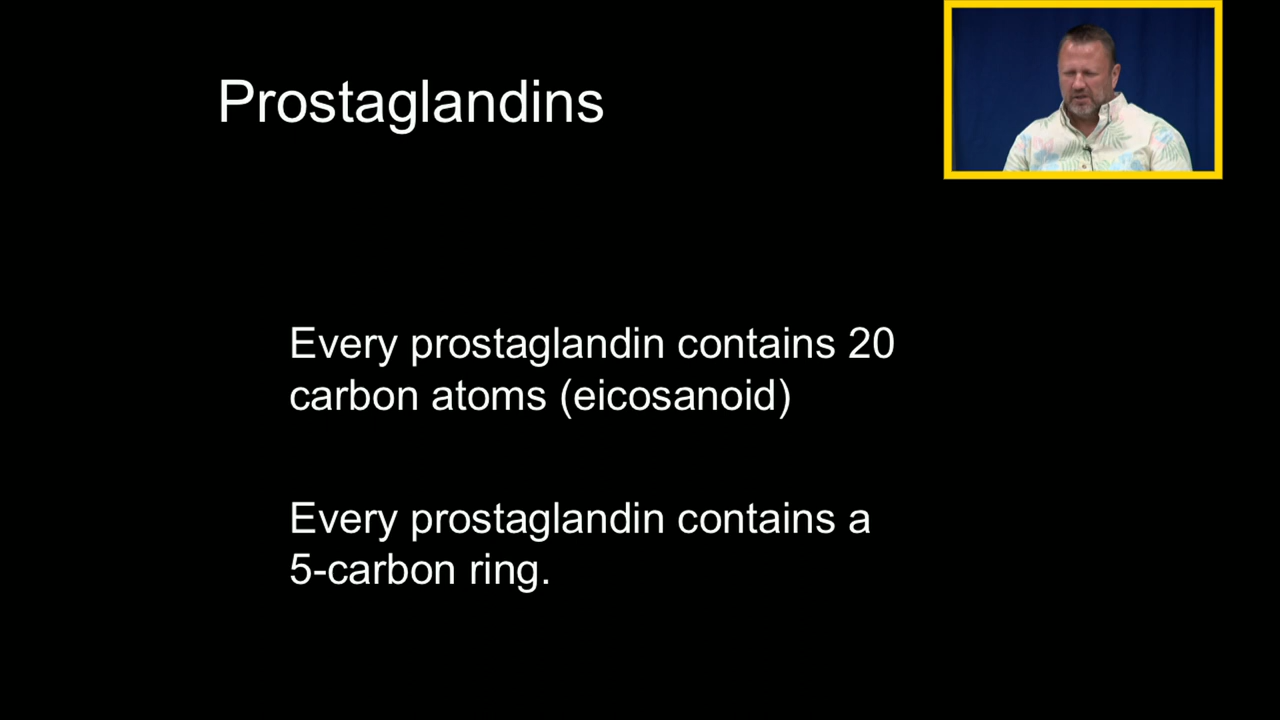 Prostaglandins
Every prostaglandin contains 20
carbon atoms (eicosanoid)
Every prostaglandin contains a
5-carbon ring.